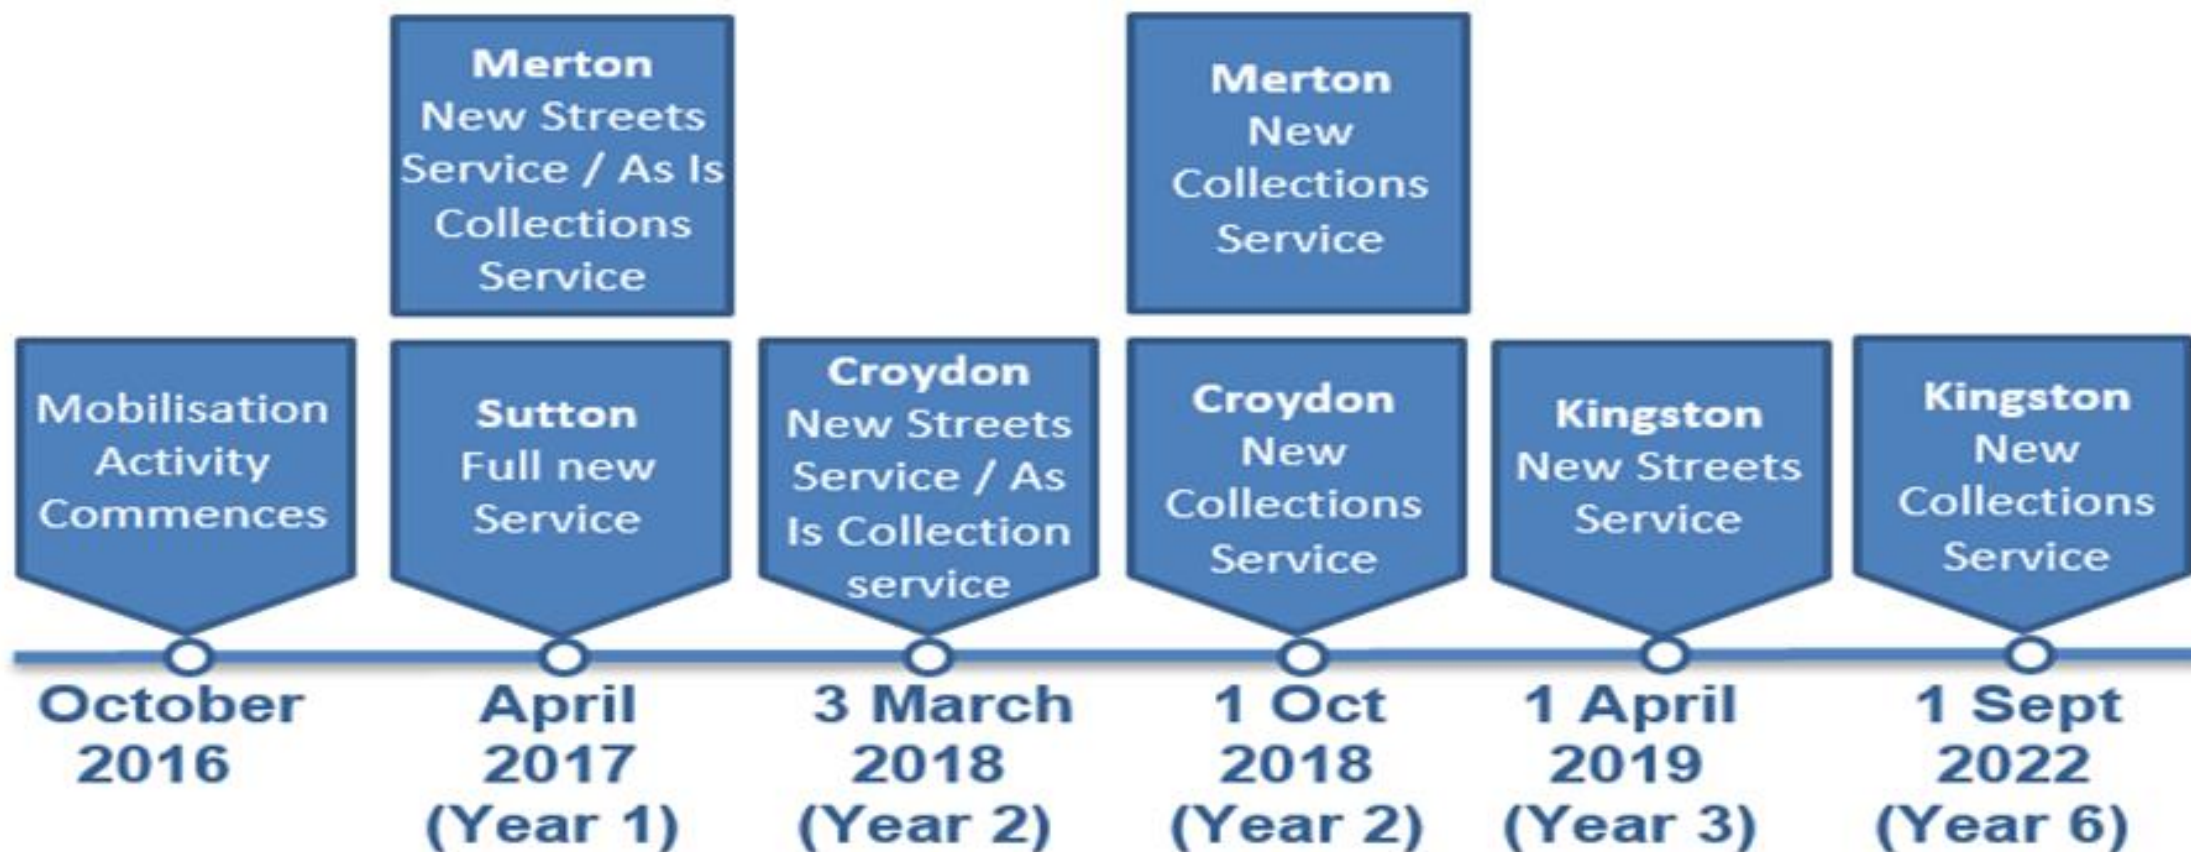 Merton
New Streets
Service / As Is
Collections
Service
Merton
New
Collections
Service
Mobilisation
Activity
Commences
Sutton
Full new
Service
Croydon
New Streets
Service / As
Is Collection
service
Croydon
New
Collections
Service
Kingston
New Streets
Service
Kingston
New
Collections
Service
October
2016
April
2017
(Year 1)
3 March
2018
(Year 2)
1 Oct
2018
(Year 2)
1 April
2019
(Year 3)
1 Sept
2022
(Year 6)